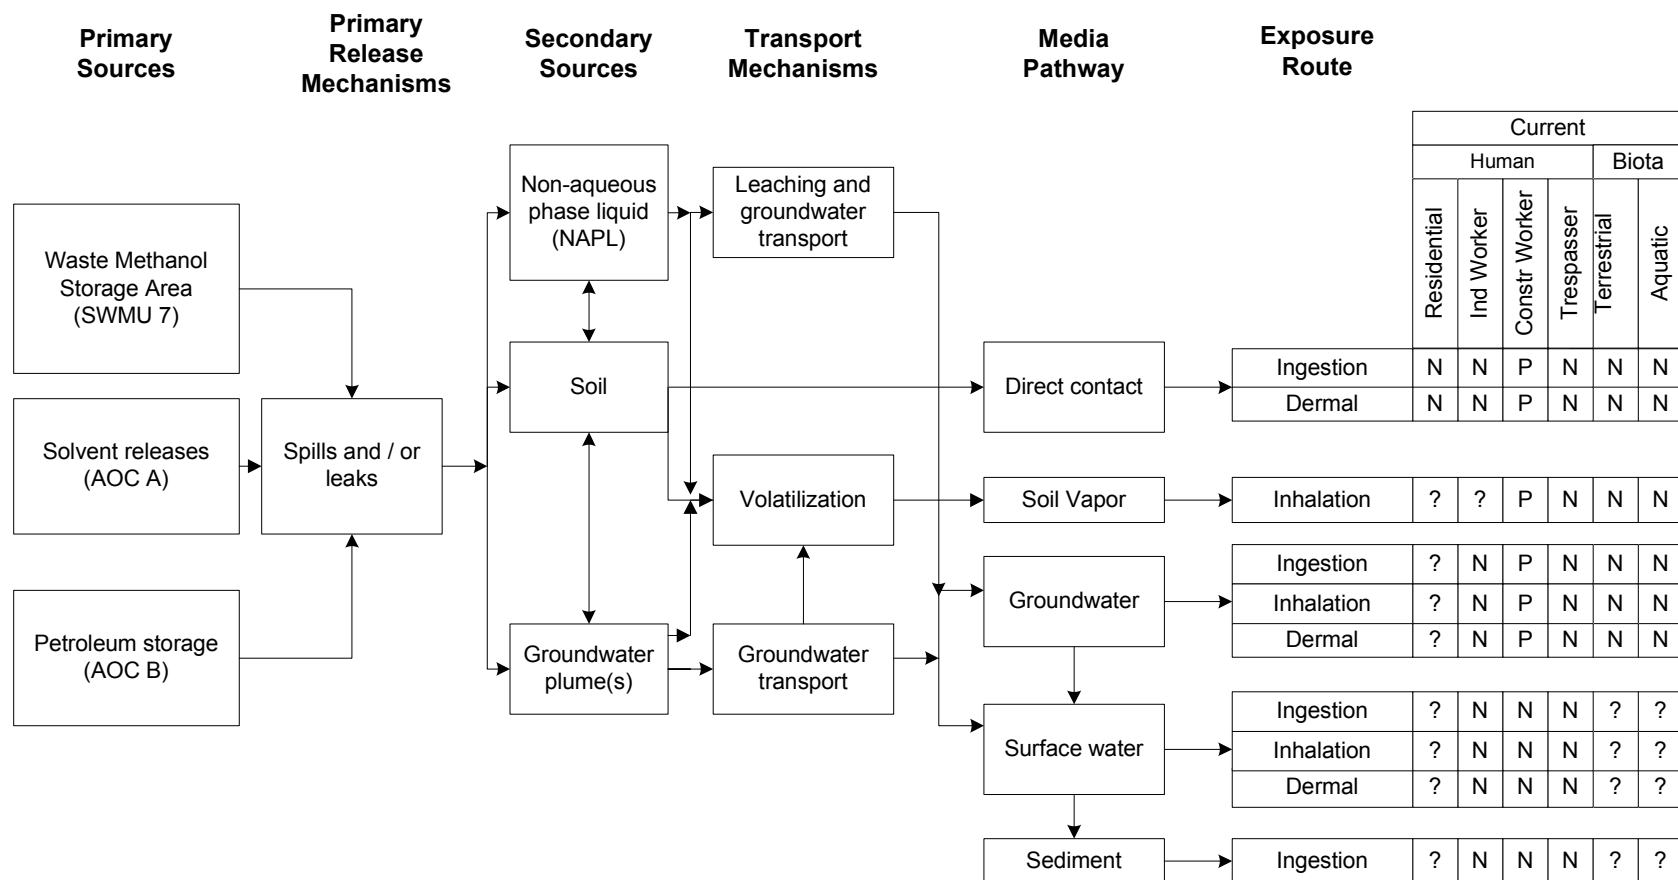 Primary
Sources
Primary
Release
Mechanisms
Secondary
Sources
Transport
Mechanisms
Media
Pathway
Exposure
Route
Current
Human
Biota
Residential
Ind Worker
Constr Worker
Trespasser
Terrestrial
Aquatic
Waste Methanol
Storage Area
(SWMU 7)
Solvent releases
(AOC A)
Petroleum storage
(AOC B)
Spills and / or
leaks
Non-aqueous
phase liquid
(NAPL)
Soil
Groundwater
plume(s)
Leaching and
groundwater
transport
Volatilization
Groundwater
transport
Direct contact
Soil Vapor
Groundwater
Surface water
Sediment
Ingestion N N P N N N
Dermal N N P N N N
Inhalation ? ? P N N N
Ingestion ? N P N N N
Inhalation ? N P N N N
Dermal ? N P N N N
Ingestion ? N N N ? ?
Inhalation ? N N N ? ?
Dermal ? N N N ? ?
Ingestion ? N N N ? ?